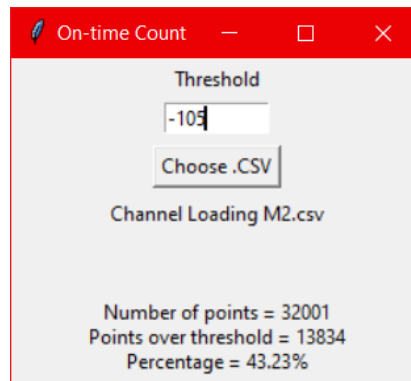 On-time Count
Threshold
-105
Choose .CSV
Channel Loading M2.csv
Number of points = 32001
Points over threshold = 13834
Percentage = 43.23%